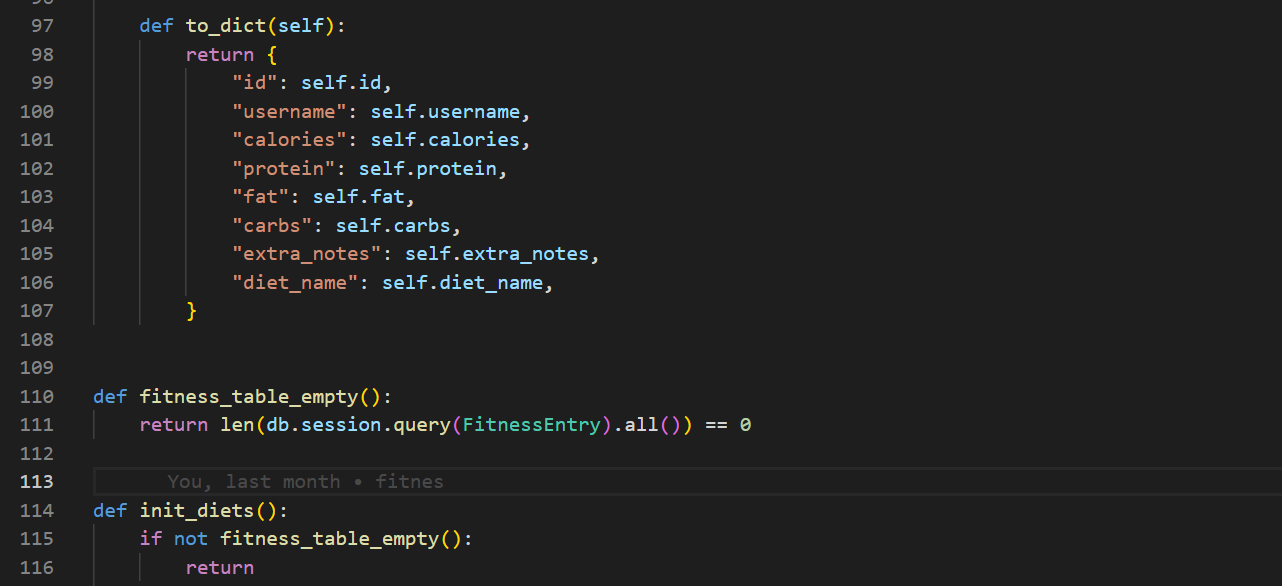 97 def to_dict(self):
98 return {
99 "id": self.id,
100 "username": self.username,
101 "calories": self.calories,
102 "protein": self.protein,
103 "fat": self.fat,
104 "carbs": self.carbs,
105 "extra_notes": self.extra_notes,
106 "diet_name": self.diet_name,
107 }
108
109
110 def fitness_table_empty():
111 return len(db.session.query(FitnessEntry).all()) == 0
112
113 You, last month • fitnes
114 def init_diets():
115 if not fitness_table_empty():
116 return